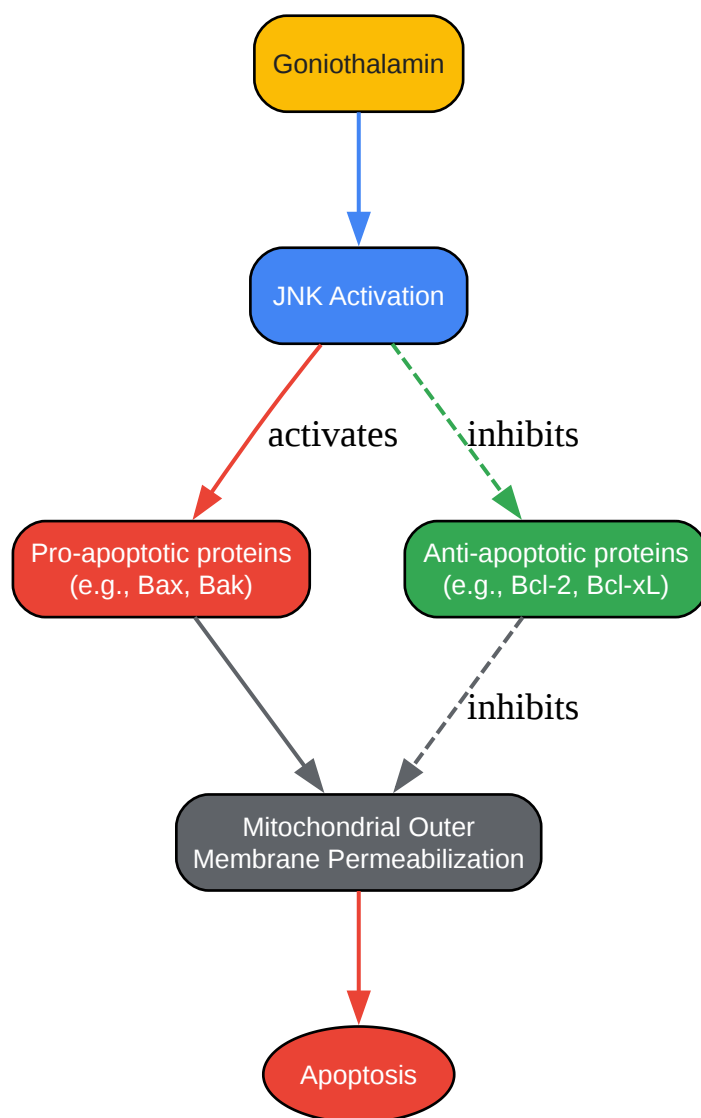 Goniothalamin
JNK Activation
activates
inhibits
Pro-apoptotic proteins
(e.g., Bax, Bak)
Anti-apoptotic proteins
(e.g., Bcl-2, Bcl-xL)
inhibits
Mitochondrial Outer
Membrane Permeabilization
Apoptosis